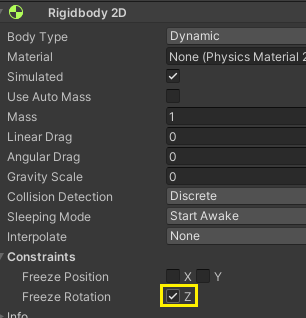 Rigidbody 2D
Body Type Dynamic
Material None (Physics Material 2
Simulated
Use Auto Mass
Mass 1
Linear Drag 0
Angular Drag 0
Gravity Scale 0
Collision Detection Discrete
Sleeping Mode Start Awake
Interpolate None
Constraints
Freeze Position X Y
Freeze Rotation Z
Info